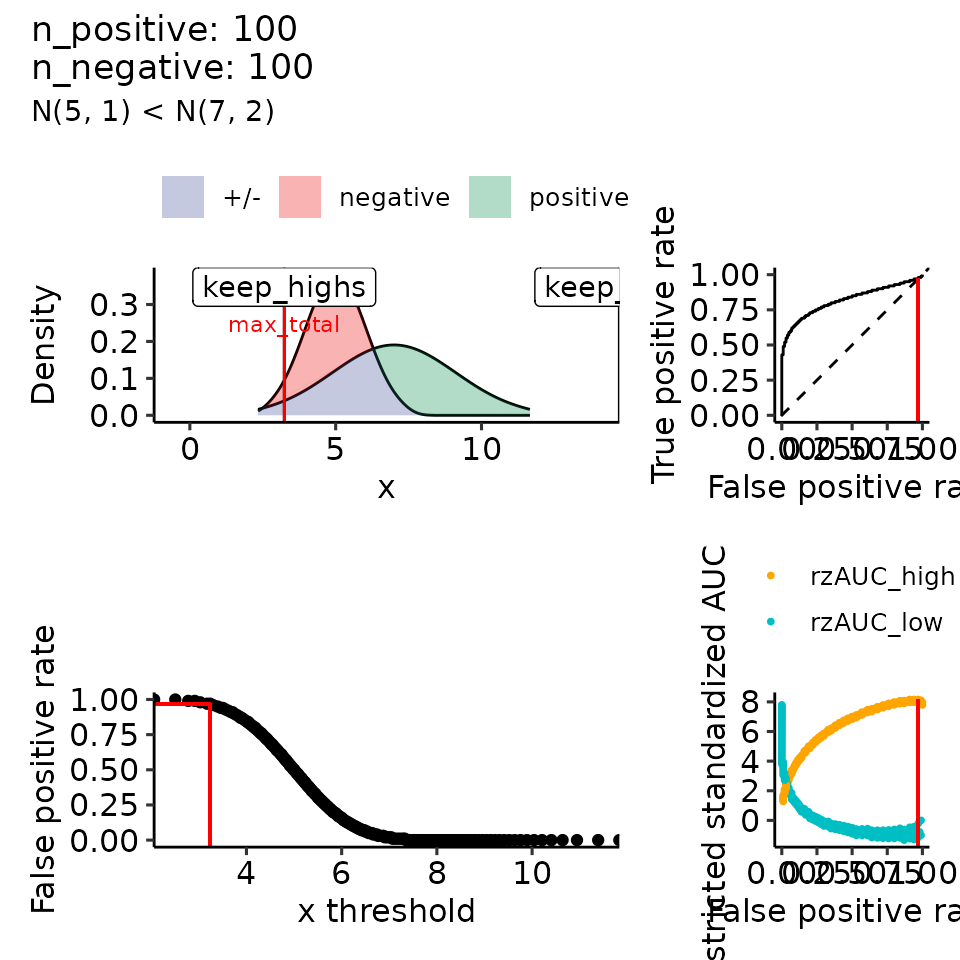 n_positive: 100
n_negative: 100
N(5, 1) < N(7, 2)
+/- negative positive
keep_highs
keep_
max_total
Density
0.3
0.2
0.1
0.0
0 5 10
x
True positive rate
1.00
0.75
0.50
0.25
0.00
False positive ra
rzAUC_high
rzAUC_low
False positive rate
1.00
0.75
0.50
0.25
0.00
4 6 8 10
x threshold
stricted standardized AUC
8
6
4
2
0
False positive ra